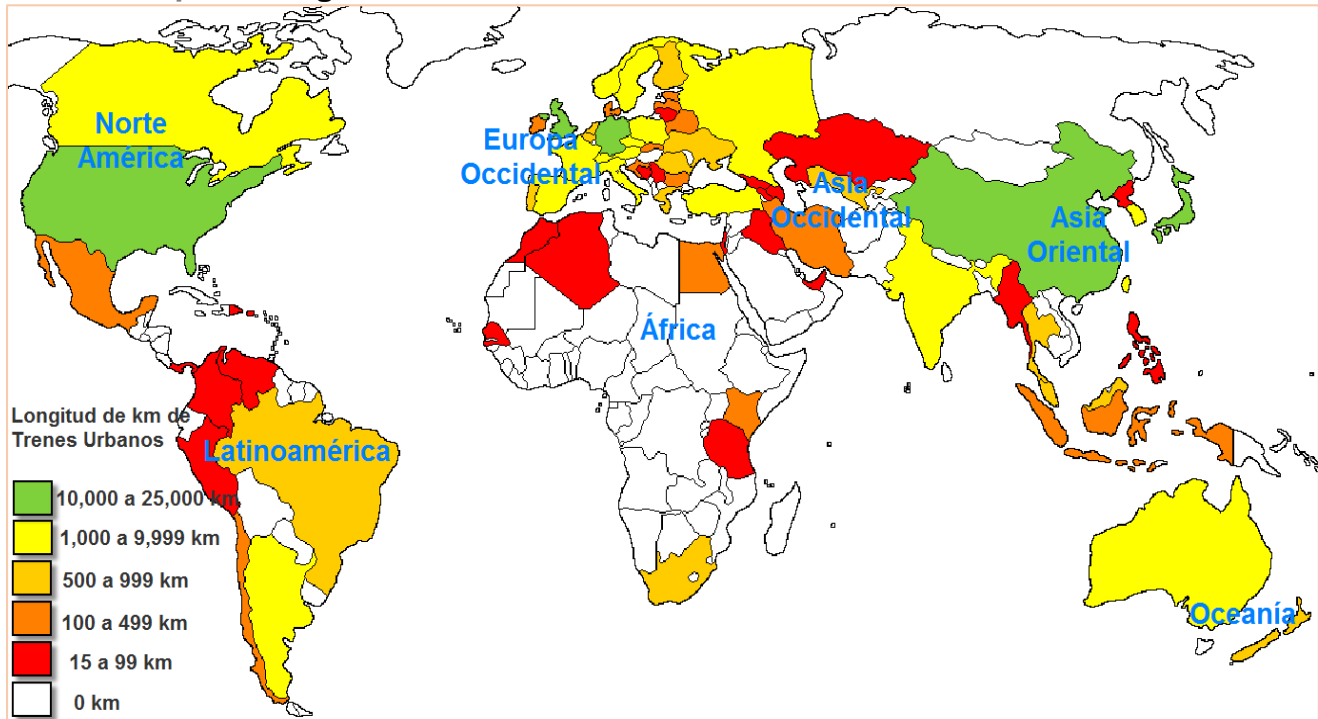 Norte
América
Europa
Occidental
Asia
Occidental
Asia
Oriental
África
Latinoamérica
Oceanía
Longitud de km de
Trenes Urbanos
10,000 a 25,000 km
1,000 a 9,999 km
500 a 999 km
100 a 499 km
15 a 99 km
0 km